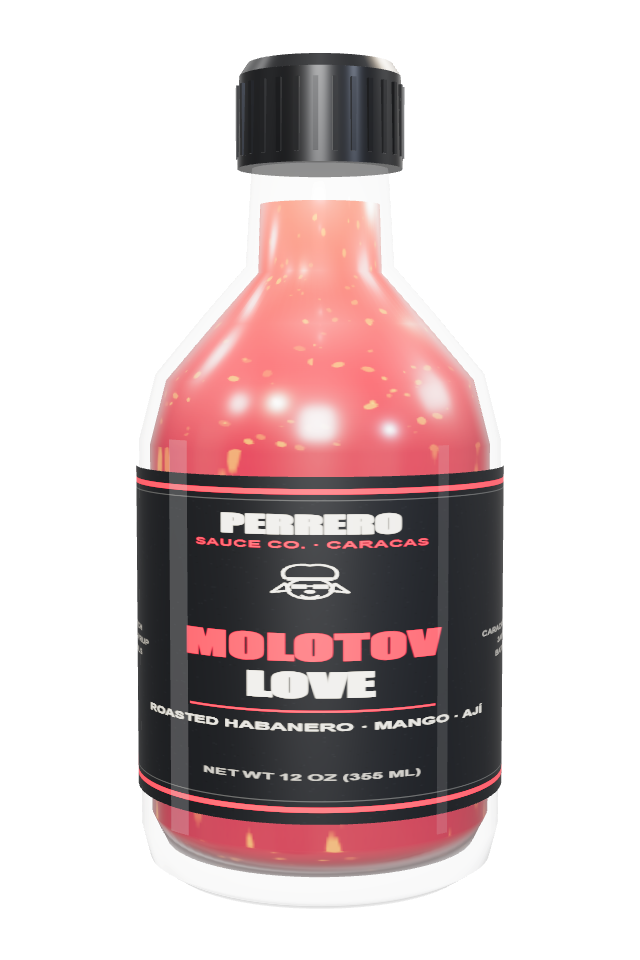 PERRERO
SAUCE CO. · CARACAS
MOLOTOV
LOVE
ROASTED HABANERO · MANGO · AJÍ
NET WT 12 OZ (355 ML)